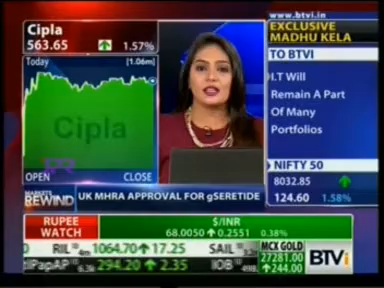 Cipla
563.65 1.57%
Today [1.06m]
Cipla
OPEN CLOSE
www.btvi.in
EXCLUSIVE
MADHU KELA
TO BTVI
I.T Will
Remain A Part
Of Many
Portfolios
NIFTY 50
8032.85
124.60 1.58%
MARKETS
REWIND
UK MHRA APPROVAL FOR gSERETIDE
RUPEE
WATCH
$/INR
68.0050 0.2551 0.38%
RIL 1064.70 17.25 SAIL
PapAP 6.3k 294.20 2.35 IOB
MCX GOLD
27281.00
244.00
BTVi